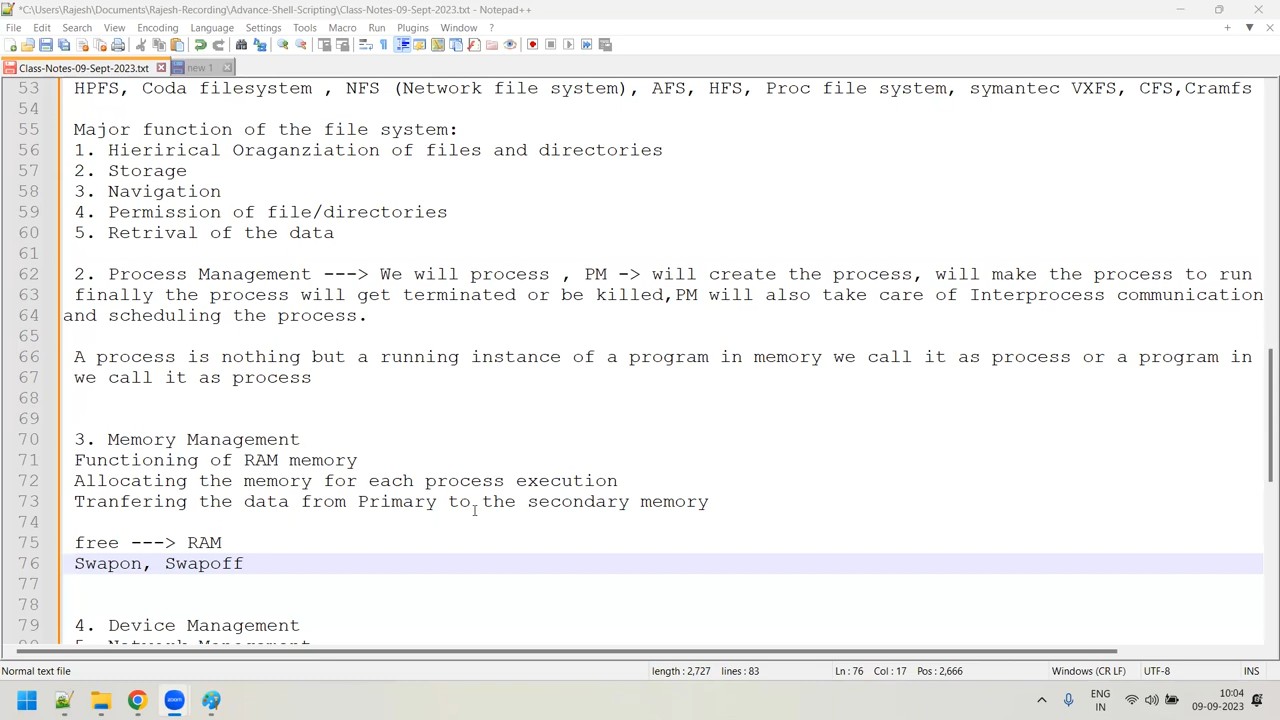 *C:\Users\Rajesh\Documents\Rajesh-Recording\Advance-Shell-Scripting\Class-Notes-09-Sept-2023.txt - Notepad++
File Edit Search View Encoding Language Settings Tools Macro Run Plugins Window ?
Class-Notes-09-Sept-2023.txt new 1
53 HPFS, Coda filesystem , NFS (Network file system), AFS, HFS, Proc file system, symantec VXFS, CFS,Cramfs
54
55 Major function of the file system:
56 1. Hierirical Oraganziation of files and directories
57 2. Storage
58 3. Navigation
59 4. Permission of file/directories
60 5. Retrival of the data
61
62 2. Process Management ---> We will process , PM -> will create the process, will make the process to run
63 finally the process will get terminated or be killed,PM will also take care of Interprocess communication
64 and scheduling the process.
65
66 A process is nothing but a running instance of a program in memory we call it as process or a program in
67 we call it as process
68
69
70 3. Memory Management
71 Functioning of RAM memory
72 Allocating the memory for each process execution
73 Tranfering the data from Primary to the secondary memory
74
75 free ---> RAM
76 Swapon, Swapoff
77
78
79 4. Device Management
80 5. Network Management
Normal text file length : 2,727 lines : 83 Ln : 76 Col : 17 Pos : 2,666 Windows (CR LF) UTF-8 INS
zoom ENG IN 10:04 09-09-2023